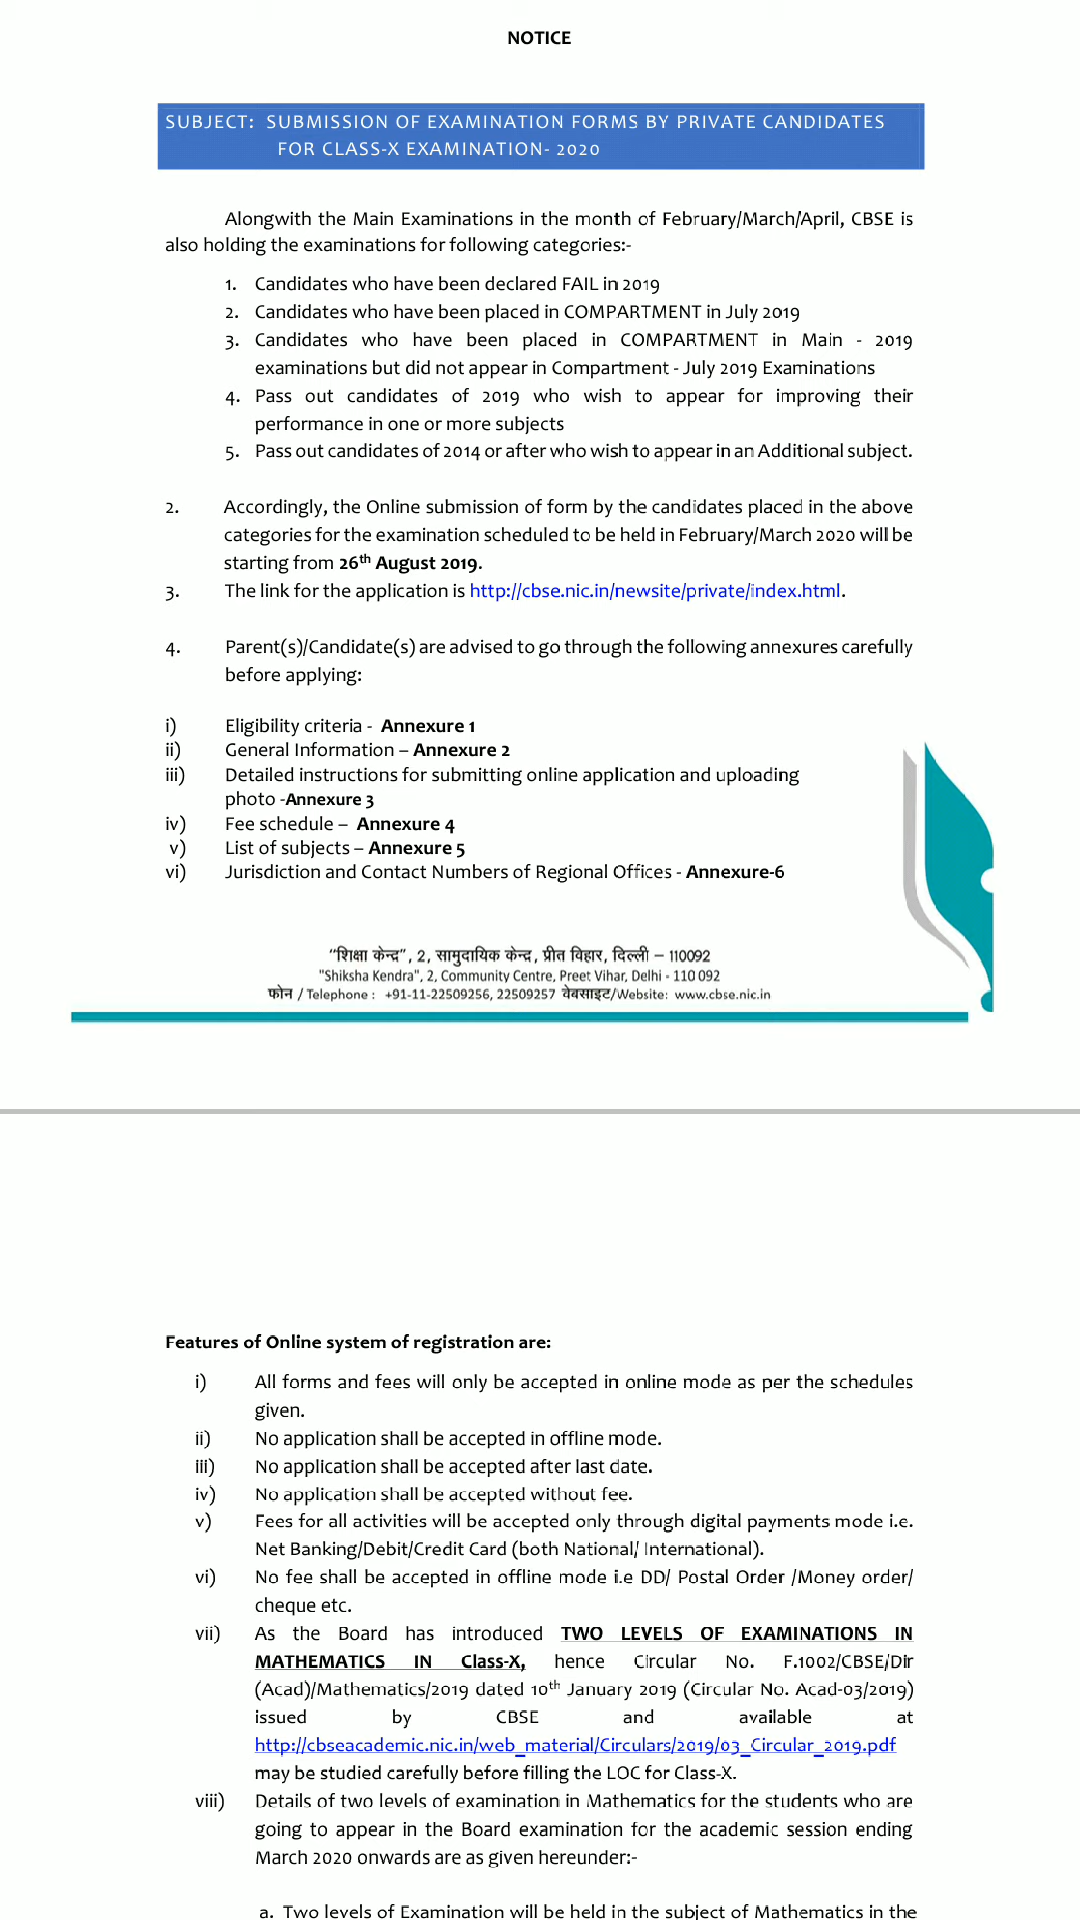 NOTICE
SUBJECT: SUBMISSION OF EXAMINATION FORMS BY PRIVATE CANDIDATES
FOR CLASS-X EXAMINATION- 2020
Alongwith the Main Examinations in the month of February/March/April, CBSE is
also holding the examinations for following categories:-
1. Candidates who have been declared FAIL in 2019
2. Candidates who have been placed in COMPARTMENT in July 2019
3. Candidates who have been placed in COMPARTMENT in Main - 2019
examinations but did not appear in Compartment - July 2019 Examinations
4. Pass out candidates of 2019 who wish to appear for improving their
performance in one or more subjects
5. Pass out candidates of 2014 or after who wish to appear in an Additional subject.
2. Accordingly, the Online submission of form by the candidates placed in the above
categories for the examination scheduled to be held in February/March 2020 will be
starting from 26th August 2019.
3. The link for the application is http://cbse.nic.in/newsite/private/index.html.
4. Parent(s)/Candidate(s) are advised to go through the following annexures carefully
before applying:
i) Eligibility criteria - Annexure 1
ii) General Information – Annexure 2
iii) Detailed instructions for submitting online application and uploading
photo -Annexure 3
iv) Fee schedule – Annexure 4
v) List of subjects – Annexure 5
vi) Jurisdiction and Contact Numbers of Regional Offices - Annexure-6
"शिक्षा केन्द्र", 2, सामुदायिक केन्द्र, प्रीत विहार, दिल्ली – 110092
"Shiksha Kendra", 2, Community Centre, Preet Vihar, Delhi - 110 092
फोन / Telephone : +91-11-22509256, 22509257 वेबसाइट/Website: www.cbse.nic.in
Features of Online system of registration are:
i) All forms and fees will only be accepted in online mode as per the schedules
given.
ii) No application shall be accepted in offline mode.
iii) No application shall be accepted after last date.
iv) No application shall be accepted without fee.
v) Fees for all activities will be accepted only through digital payments mode i.e.
Net Banking/Debit/Credit Card (both National/ International).
vi) No fee shall be accepted in offline mode i.e DD/ Postal Order /Money order/
cheque etc.
vii) As the Board has introduced TWO LEVELS OF EXAMINATIONS IN
MATHEMATICS IN Class-X, hence Circular No. F.1002/CBSE/Dir
(Acad)/Mathematics/2019 dated 10th January 2019 (Circular No. Acad-03/2019)
issued by CBSE and available at
http://cbseacademic.nic.in/web_material/Circulars/2019/03_Circular_2019.pdf
may be studied carefully before filling the LOC for Class-X.
viii) Details of two levels of examination in Mathematics for the students who are
going to appear in the Board examination for the academic session ending
March 2020 onwards are as given hereunder:-
a. Two levels of Examination will be held in the subject of Mathematics in the